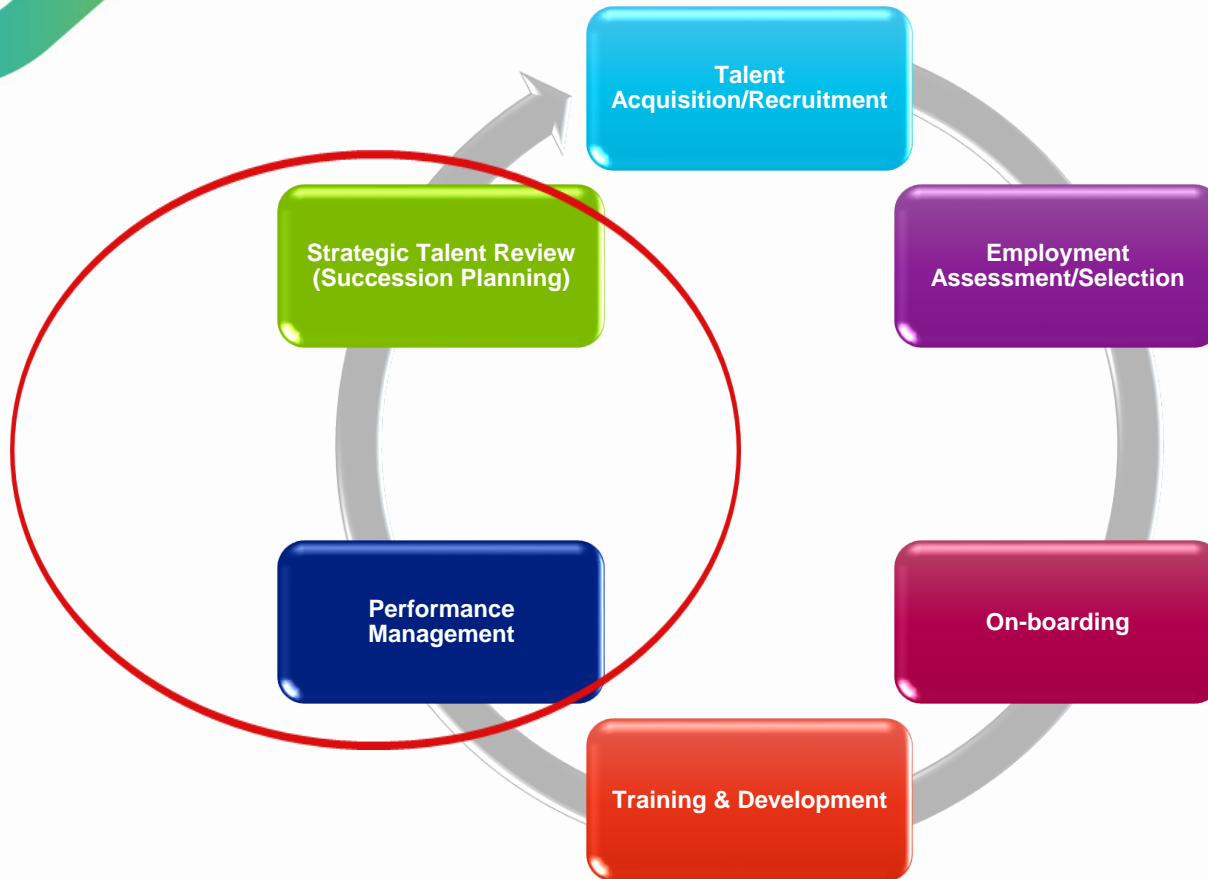 Talent
Acquisition/Recruitment
Employment
Assessment/Selection
On-boarding
Training & Development
Performance
Management
Strategic Talent Review
(Succession Planning)